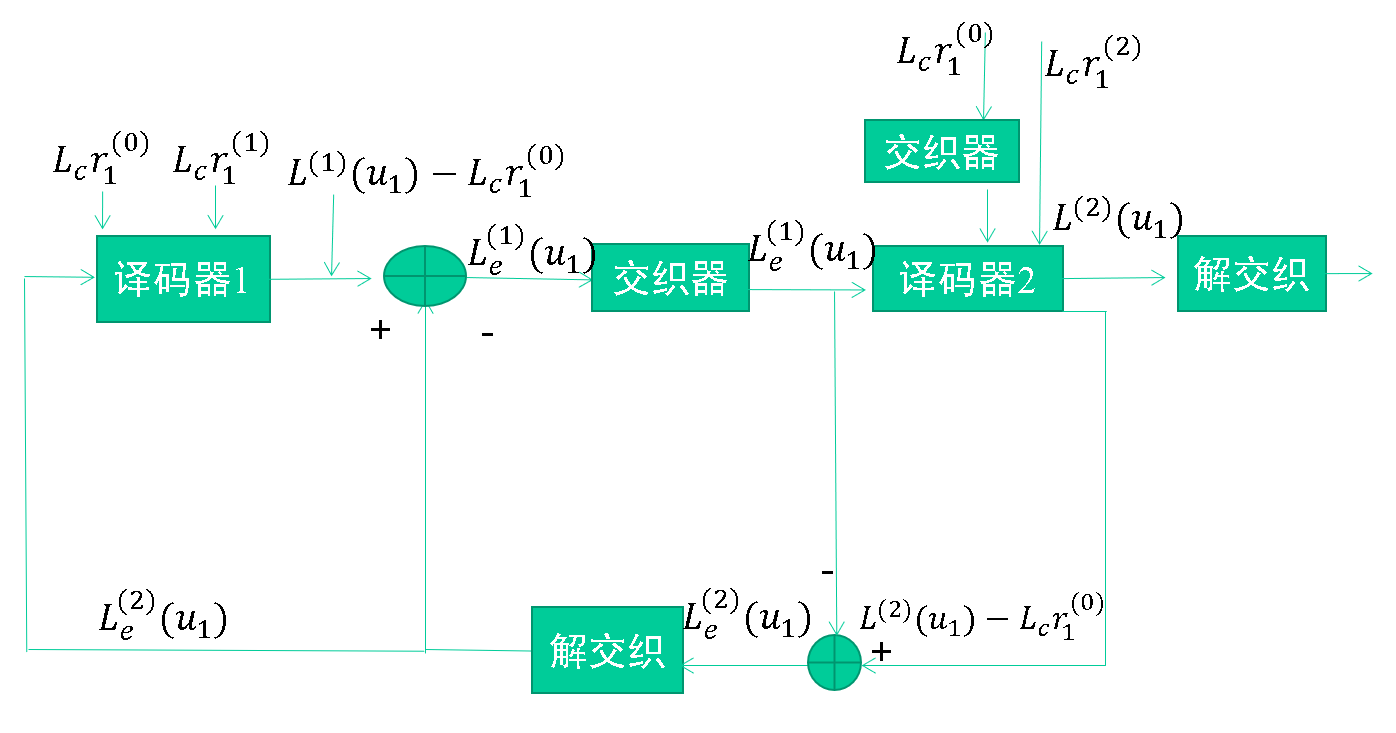 $L_c r_1^{(0)}$
$L_c r_1^{(2)}$
交织器
$L_c r_1^{(0)}$
$L_c r_1^{(1)}$
$L^{(1)}(u_1) - L_c r_1^{(0)}$
译码器1
$L_e^{(1)}(u_1)$
交织器
$L_e^{(1)}(u_1)$
译码器2
$L^{(2)}(u_1)$
解交织
+
-
-
$L_e^{(2)}(u_1)$
解交织
$L_e^{(2)}(u_1)$
$L^{(2)}(u_1) - L_c r_1^{(0)}$
+